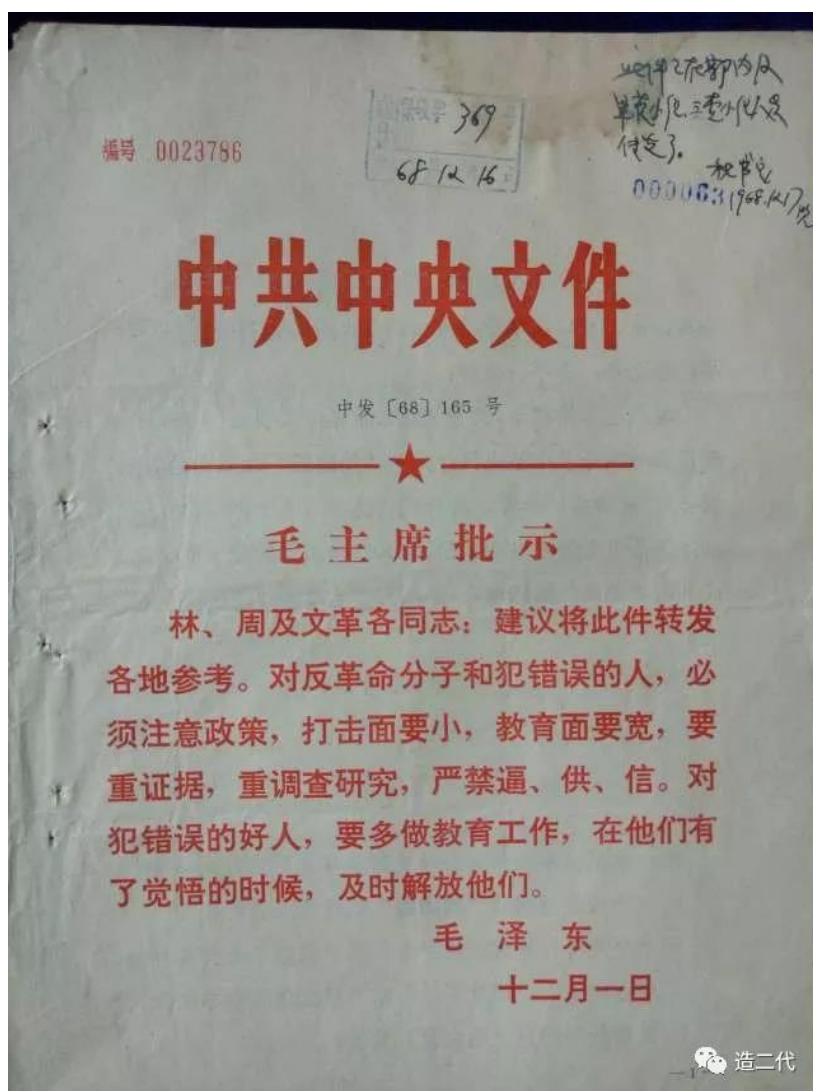 编号 0023786
369
68 12 16
000063
1968.12.17
中共中央文件
中发〔68〕165 号
毛主席批示
林、周及文革各同志：建议将此件转发
各地参考。对反革命分子和犯错误的人，必
须注意政策，打击面要小，教育面要宽，要
重证据，重调查研究，严禁逼、供、信。对
犯错误的好人，要多做教育工作，在他们有
了觉悟的时候，及时解放他们。
毛泽东
十二月一日
—1—
造二代